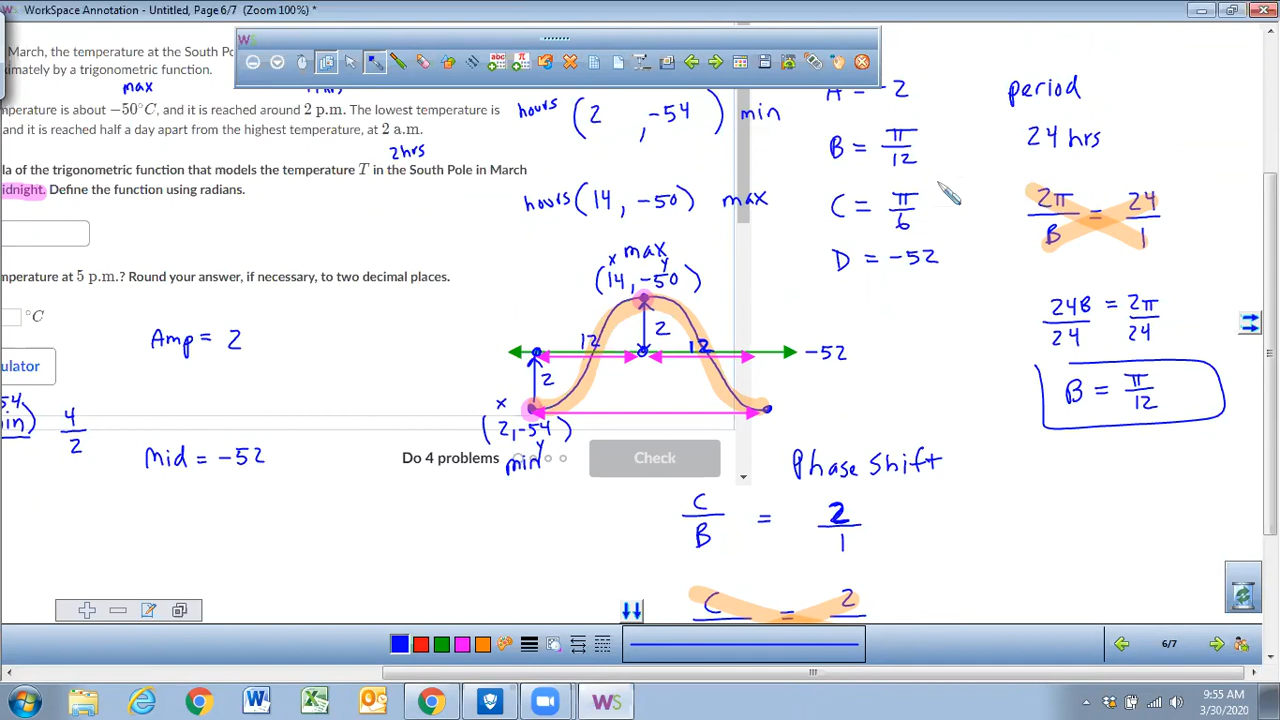 WorkSpace Annotation - Untitled, Page 6/7 (Zoom 100%) *
March, the temperature at the South Po
ximately by a trigonometric function.
max
mperature is about −50°C, and it is reached around 2 p.m. The lowest temperature is
and it is reached half a day apart from the highest temperature, at 2 a.m.
2hrs
la of the trigonometric function that models the temperature T in the South Pole in March
idnight. Define the function using radians.
mperature at 5 p.m.? Round your answer, if necessary, to two decimal places.
°C
ulator
Amp = 2
4
2
Mid = -52
hours (2, -54) min
hours (14, -50) max
max
x y
(14, -50)
2
12 12
-52
2
x
(2, -54)
y
min
Do 4 problems
Check
A = -2
B = π/12
C = π/6
D = -52
period
24 hrs
2π/B = 24/1
24B/24 = 2π/24
B = π/12
Phase Shift
C/B = 2/1
C = 2
6/7
9:55 AM
3/30/2020